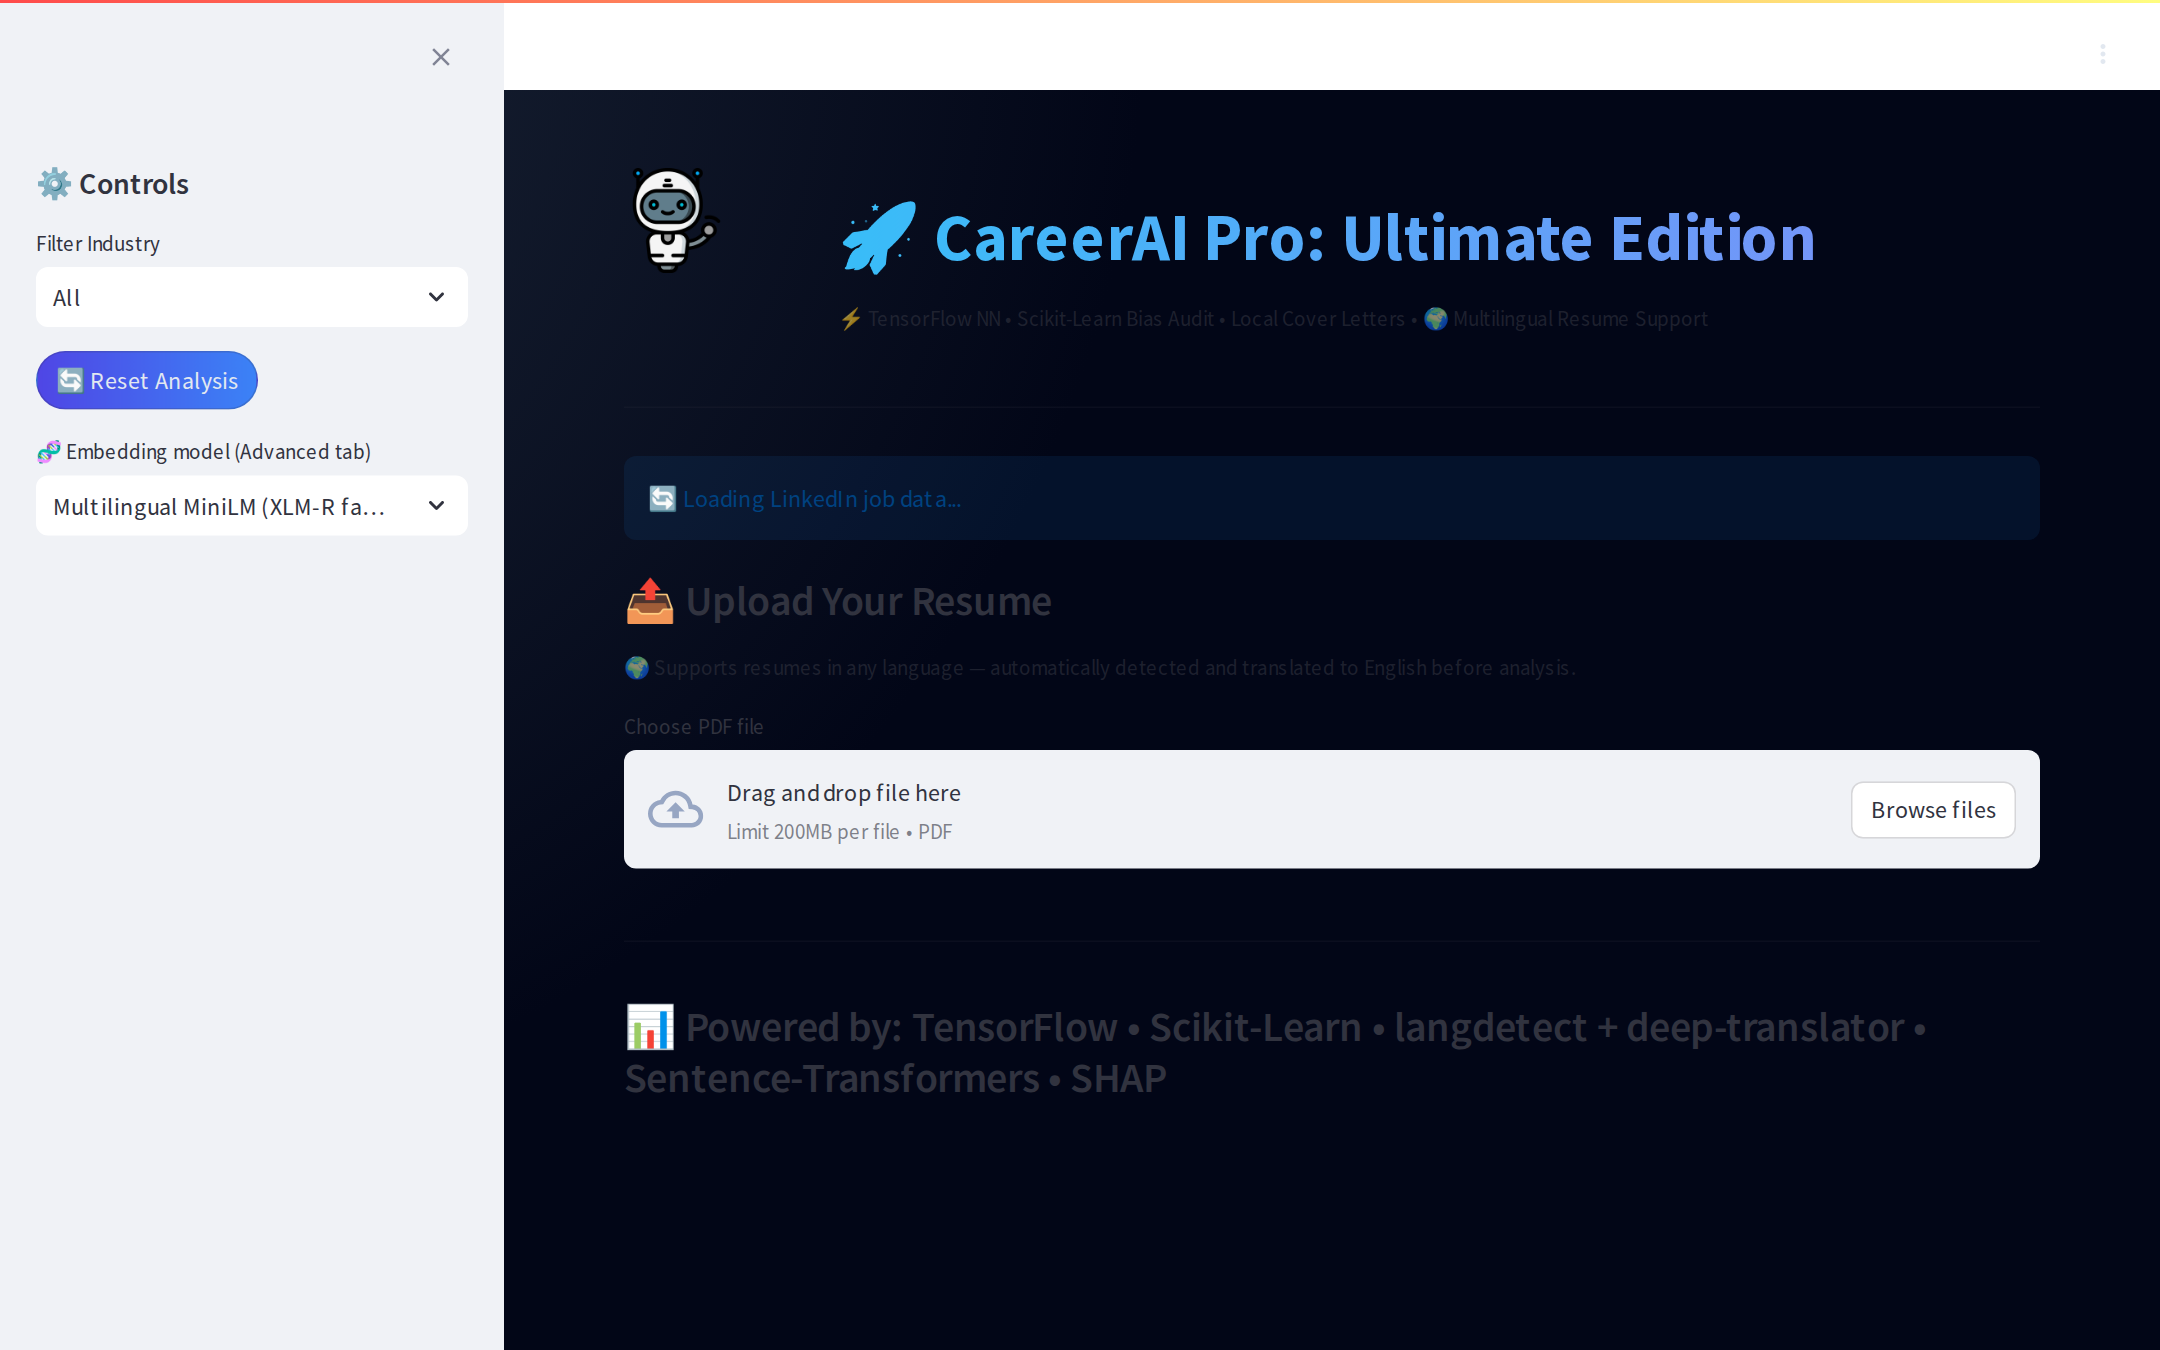 ⚙️ Controls
Filter Industry
All
🔄 Reset Analysis
🧬 Embedding model (Advanced tab)
Multilingual MiniLM (XLM-R fa...
🚀 CareerAI Pro: Ultimate Edition
⚡ TensorFlow NN • Scikit-Learn Bias Audit • Local Cover Letters • 🌍 Multilingual Resume Support
🔄 Loading LinkedIn job data...
📤 Upload Your Resume
🌍 Supports resumes in any language — automatically detected and translated to English before analysis.
Choose PDF file
Drag and drop file here
Limit 200MB per file • PDF
Browse files
📊 Powered by: TensorFlow • Scikit-Learn • langdetect + deep-translator •
Sentence-Transformers • SHAP